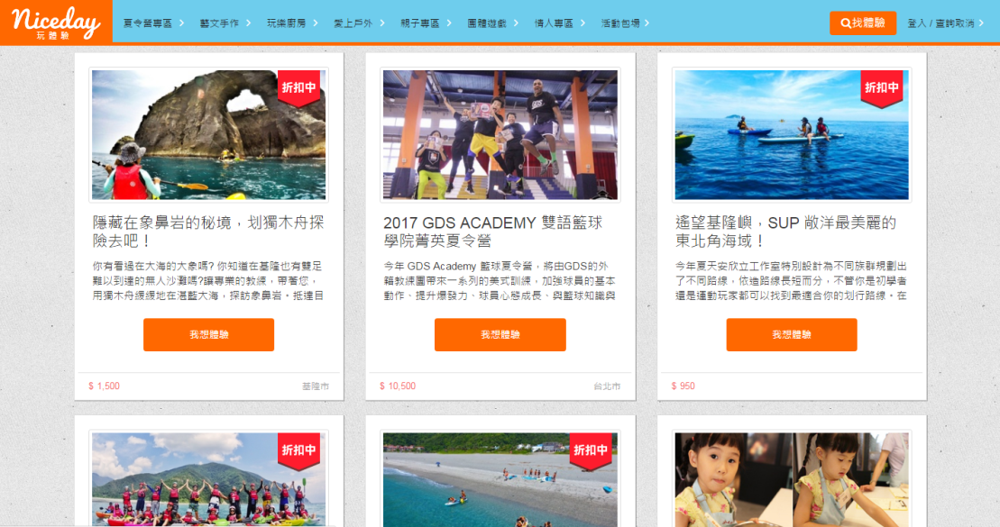 Niceday
玩體驗
夏令營專區
藝文手作
玩樂廚房
愛上戶外
親子專區
團體遊戲
情人專區
活動包場
找體驗
登入 / 查詢取消
折扣中
折扣中
隱藏在象鼻岩的秘境，划獨木舟探
險去吧！
你有看過在大海的大象嗎? 你知道在基隆也有雙足
難以到達的無人沙灘嗎?讓專業的教練，帶著您，
用獨木舟緩緩地在湛藍大海，探訪象鼻岩。抵達目
我想體驗
$ 1,500
基隆市
GDS
2017 GDS ACADEMY 雙語籃球
學院菁英夏令營
今年 GDS Academy 籃球夏令營，將由GDS的外
籍教練團帶來一系列的美式訓練，加強球員的基本
動作、提升爆發力、球員心態成長、與籃球知識與
我想體驗
$ 10,500
台北市
遙望基隆嶼，SUP 敞洋最美麗的
東北角海域！
今年夏天安欣立工作室特別設計為不同族群規劃出
了不同路線，依造路線長短而分，不管你是初學者
還是運動玩家都可以找到最適合你的划行路線。在
我想體驗
$ 950
折扣中
折扣中